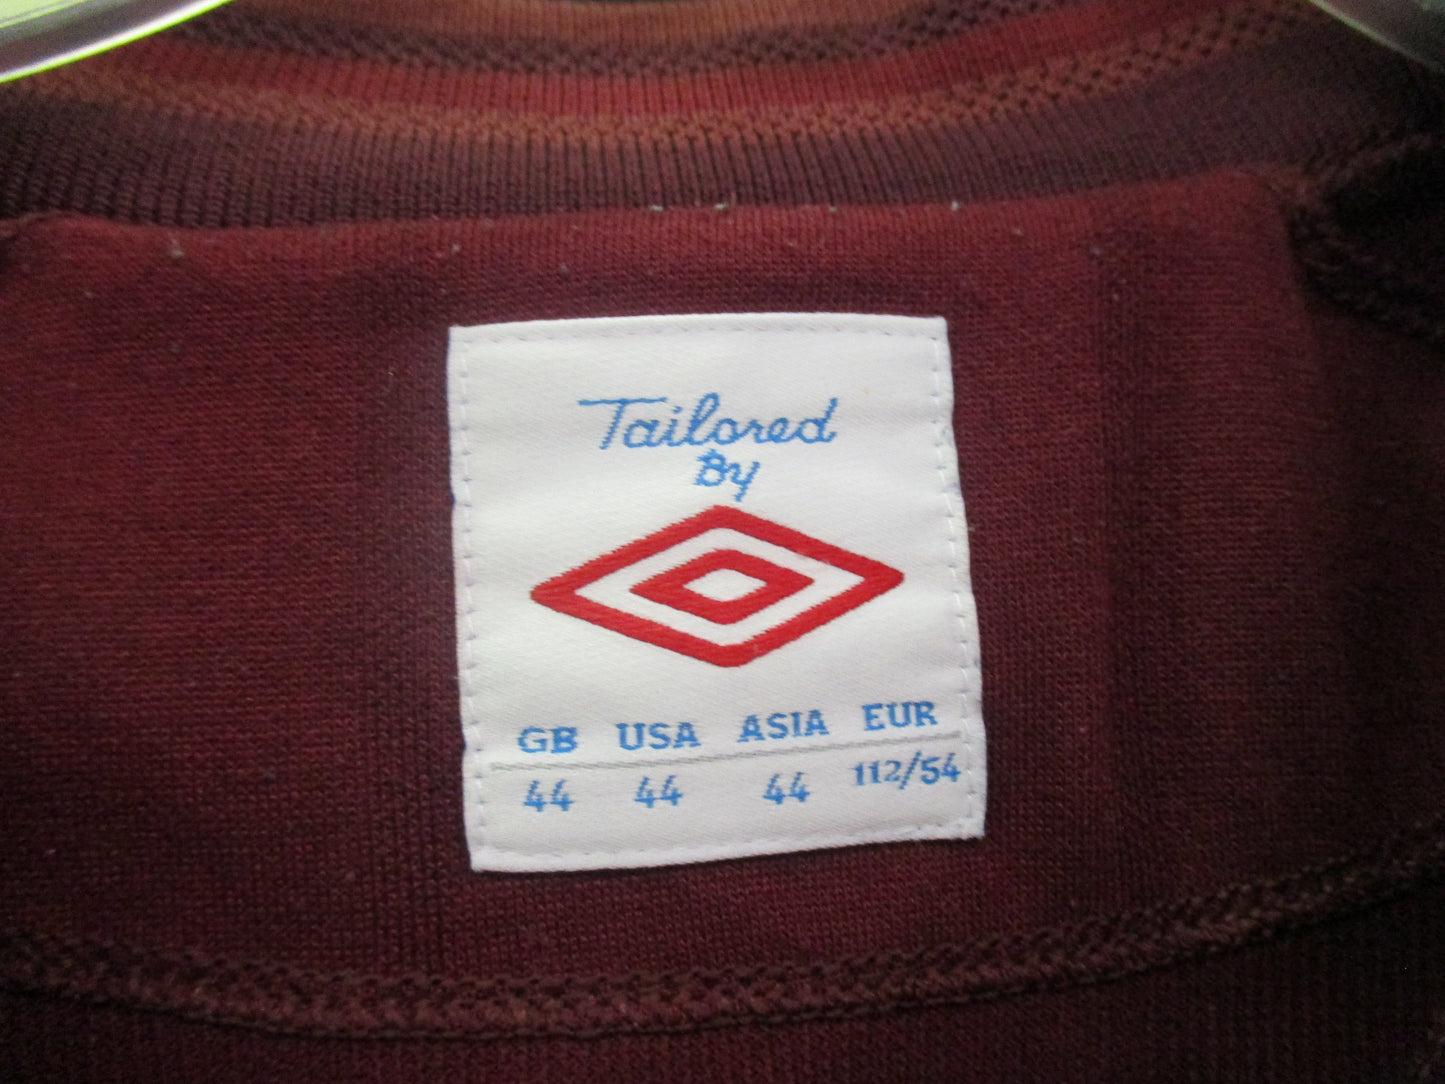 Tailored
By
GB USA ASIA EUR
44 44 44 112/54